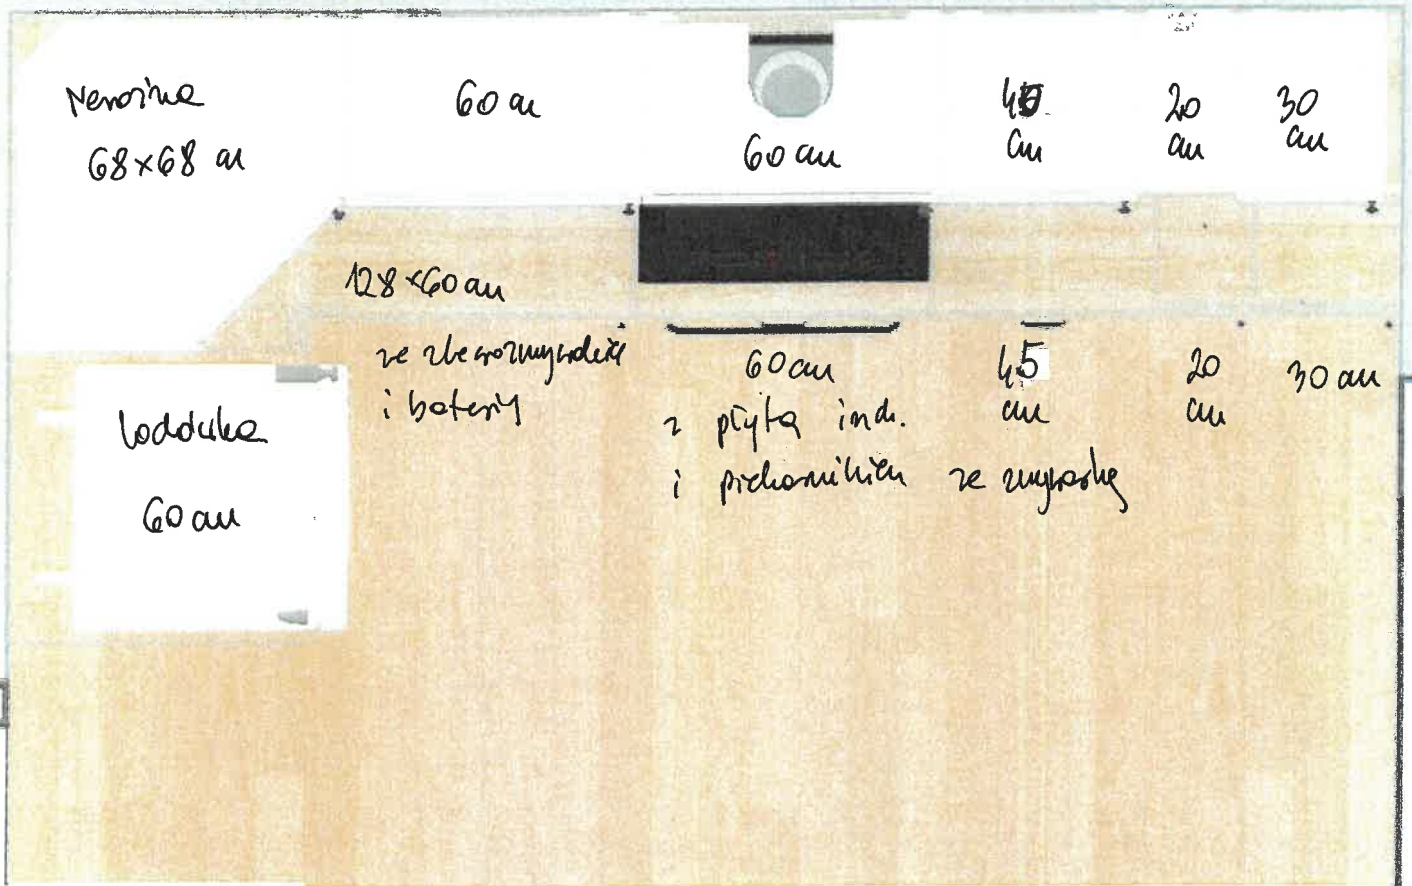 Narożna
68×68 cm
60 cm
60 cm
45
cm
20
cm
30
cm
128×60 cm
ze zlewozmywakiem
i baterią
60 cm
z płytą ind.
i piekarnikiem
45
cm
ze zmywarką
20
cm
30 cm
Lodówka
60 cm